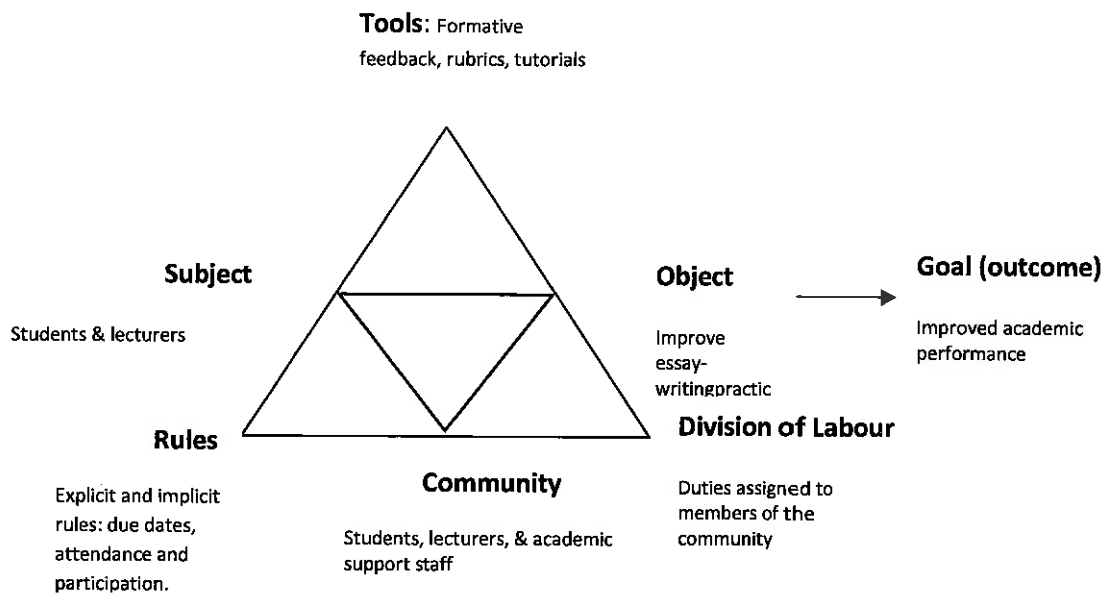 Tools: Formative
feedback, rubrics, tutorials
Subject
Students & lecturers
Object
Improve
essay-
writingpractic
Goal (outcome)
Improved academic
performance
Rules
Explicit and implicit
rules: due dates,
attendance and
participation.
Community
Students, lecturers, & academic
support staff
Division of Labour
Duties assigned to
members of the
community